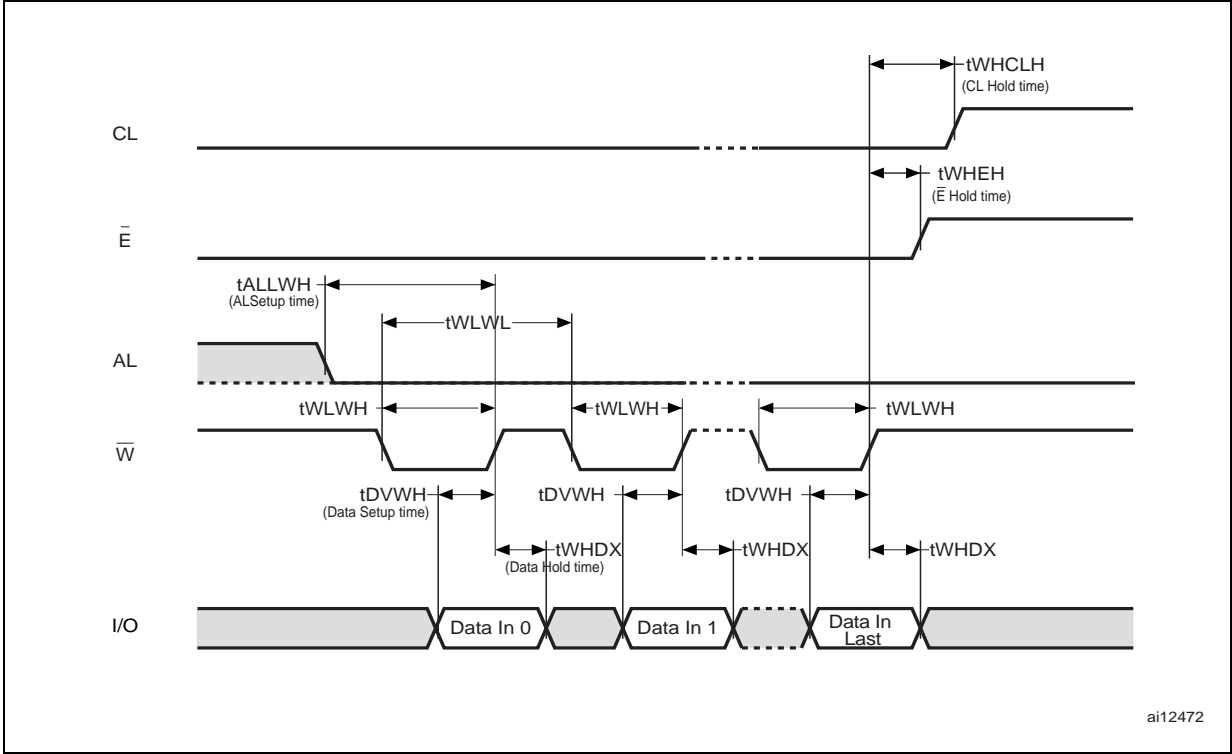 tWHCLH
(CL Hold time)
CL
tWHEH
(E̅ Hold time)
E̅
tALLWH
(ALSetup time)
tWLWL
AL
tWLWH
tWLWH
tWLWH
W̅
tDVWH
(Data Setup time)
tDVWH
tDVWH
tWHDX
(Data Hold time)
tWHDX
tWHDX
I/O
Data In 0
Data In 1
Data In
Last
ai12472